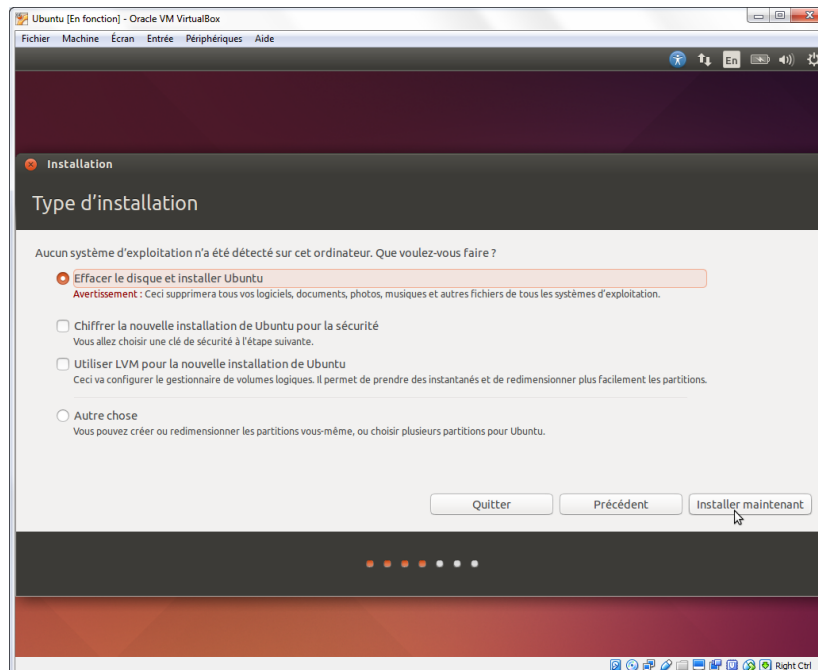 Ubuntu [En fonction] - Oracle VM VirtualBox
Fichier Machine Écran Entrée Périphériques Aide
En
Installation
Type d'installation
Aucun système d'exploitation n'a été détecté sur cet ordinateur. Que voulez-vous faire ?
Effacer le disque et installer Ubuntu
Avertissement : Ceci supprimera tous vos logiciels, documents, photos, musiques et autres fichiers de tous les systèmes d'exploitation.
Chiffrer la nouvelle installation de Ubuntu pour la sécurité
Vous allez choisir une clé de sécurité à l'étape suivante.
Utiliser LVM pour la nouvelle installation de Ubuntu
Ceci va configurer le gestionnaire de volumes logiques. Il permet de prendre des instantanés et de redimensionner plus facilement les partitions.
Autre chose
Vous pouvez créer ou redimensionner les partitions vous-même, ou choisir plusieurs partitions pour Ubuntu.
Quitter Précédent Installer maintenant
Right Ctrl